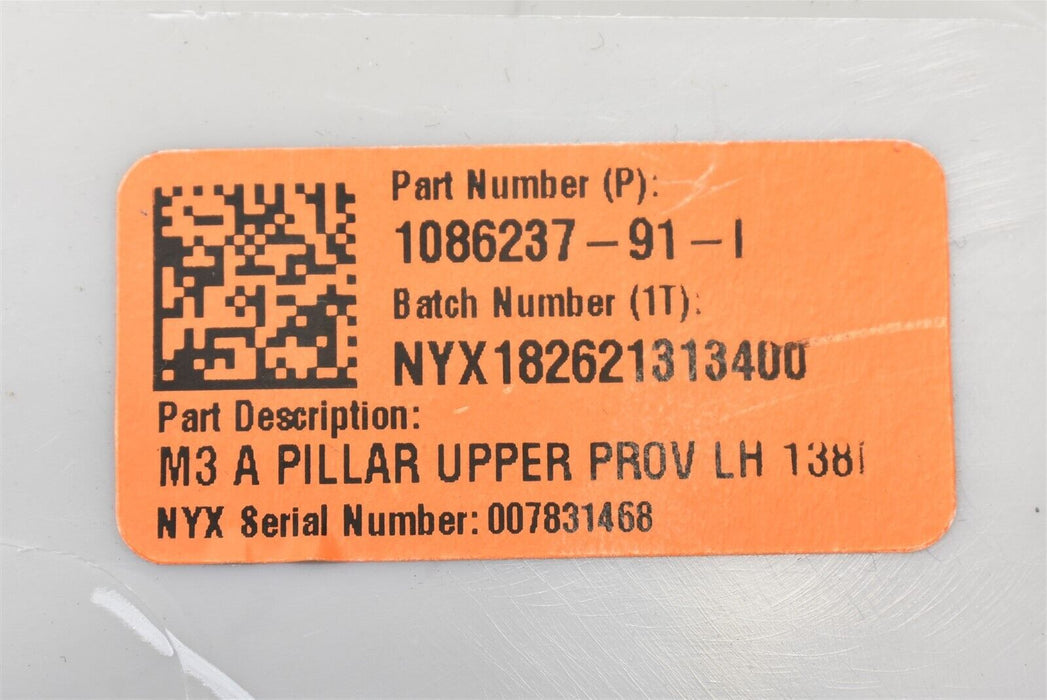 Part Number (P):
1086237-91-I
Batch Number (1T):
NYX182621313400
Part Description:
M3 A PILLAR UPPER PROV LH
NYX Serial Number: 007831468